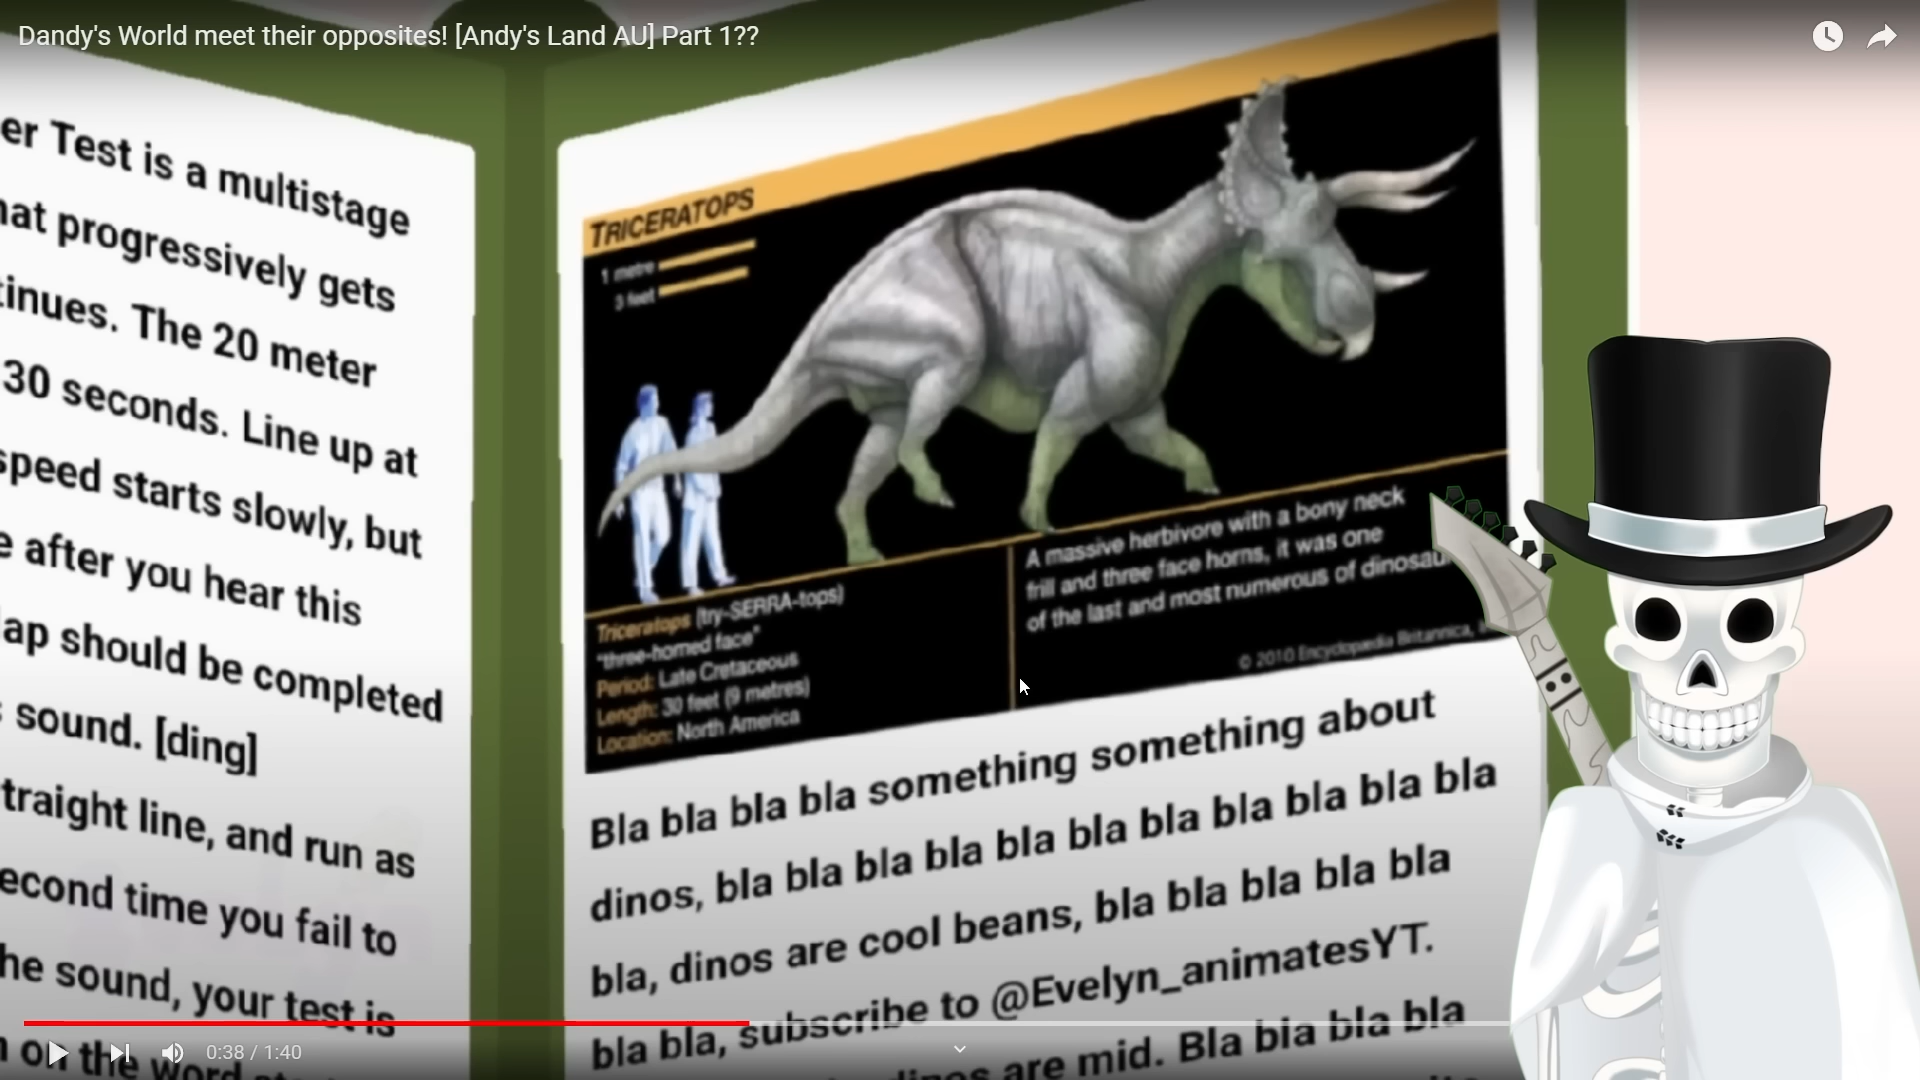 Dandy's World meet their opposites! [Andy's Land AU] Part 1??
er Test is a multistage
hat progressively gets
tinues. The 20 meter
30 seconds. Line up at
speed starts slowly, but
e after you hear this
lap should be completed
s sound. [ding]
traight line, and run as
econd time you fail to
he sound, your test is
on the word
TRICERATOPS
1 metre
3 feet
Triceratops (try-SERRA-tops)
"three-horned face"
Period: Late Cretaceous
Length: 30 feet (9 metres)
Location: North America
A massive herbivore with a bony neck
frill and three face horns, it was one
of the last and most numerous of dinosau
© 2010 Encyclopædia Britannica,
Bla bla bla bla something something about
dinos, bla bla bla bla bla bla bla bla bla bla bla
bla, dinos are cool beans, bla bla bla bla bla
bla bla, subscribe to @Evelyn_animatesYT.
dinos are mid. Bla bla bla bla
0:38 / 1:40